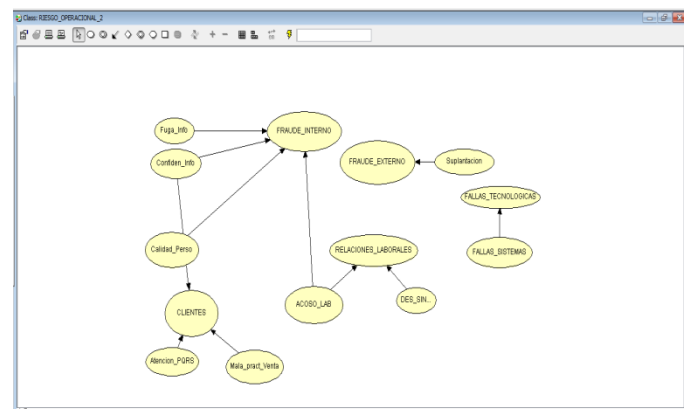 Class: RIESGO_OPERACIONAL_2
Fuga_Info
FRAUDE_INTERNO
Confiden_Info
FRAUDE_EXTERNO
Suplantacion
FALLAS_TECNOLOGICAS
Calidad_Perso
RELACIONES_LABORALES
FALLAS_SISTEMAS
CLIENTES
ACOSO_LAB
DES_SIN...
Atencion_PQRS
Mala_pract_Venta